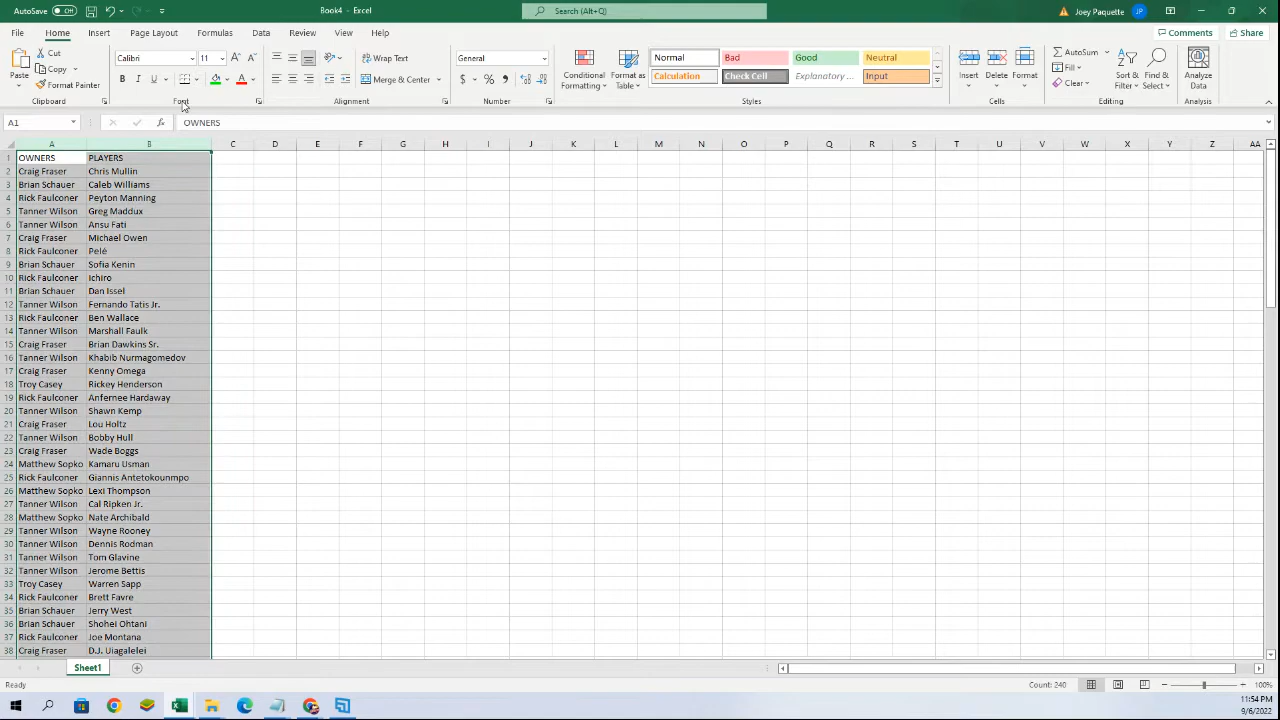 AutoSave Off Book4 - Excel Search (Alt+Q) Joey Paquette JP
File Home Insert Page Layout Formulas Data Review View Help Comments Share
Paste Cut Copy Format Painter Clipboard
Calibri 11 B I U Font
Wrap Text Merge & Center Alignment
General $ % Number
Conditional Formatting Format as Table
Normal Bad Good Neutral
Calculation Check Cell Explanatory ... Input
Styles
Insert Delete Format Cells
AutoSum Fill Clear Sort & Filter Find & Select Editing
Analyze Data Analysis
A1 fx OWNERS
A B C D E F G H I J K L M N O P Q R S T U V W X Y Z AA
1 OWNERS PLAYERS
2 Craig Fraser Chris Mullin
3 Brian Schauer Caleb Williams
4 Rick Faulconer Peyton Manning
5 Tanner Wilson Greg Maddux
6 Tanner Wilson Ansu Fati
7 Craig Fraser Michael Owen
8 Rick Faulconer Pelé
9 Brian Schauer Sofia Kenin
10 Rick Faulconer Ichiro
11 Brian Schauer Dan Issel
12 Tanner Wilson Fernando Tatis Jr.
13 Rick Faulconer Ben Wallace
14 Tanner Wilson Marshall Faulk
15 Craig Fraser Brian Dawkins Sr.
16 Tanner Wilson Khabib Nurmagomedov
17 Craig Fraser Kenny Omega
18 Troy Casey Rickey Henderson
19 Rick Faulconer Anfernee Hardaway
20 Tanner Wilson Shawn Kemp
21 Craig Fraser Lou Holtz
22 Tanner Wilson Bobby Hull
23 Craig Fraser Wade Boggs
24 Matthew Sopko Kamaru Usman
25 Rick Faulconer Giannis Antetokounmpo
26 Matthew Sopko Lexi Thompson
27 Tanner Wilson Cal Ripken Jr.
28 Matthew Sopko Nate Archibald
29 Tanner Wilson Wayne Rooney
30 Tanner Wilson Dennis Rodman
31 Tanner Wilson Tom Glavine
32 Tanner Wilson Jerome Bettis
33 Troy Casey Warren Sapp
34 Rick Faulconer Brett Favre
35 Brian Schauer Jerry West
36 Brian Schauer Shohei Ohtani
37 Rick Faulconer Joe Montana
38 Craig Fraser D.J. Uiagalelei
Sheet1
Ready Count: 240 100%
11:54 PM
9/6/2022